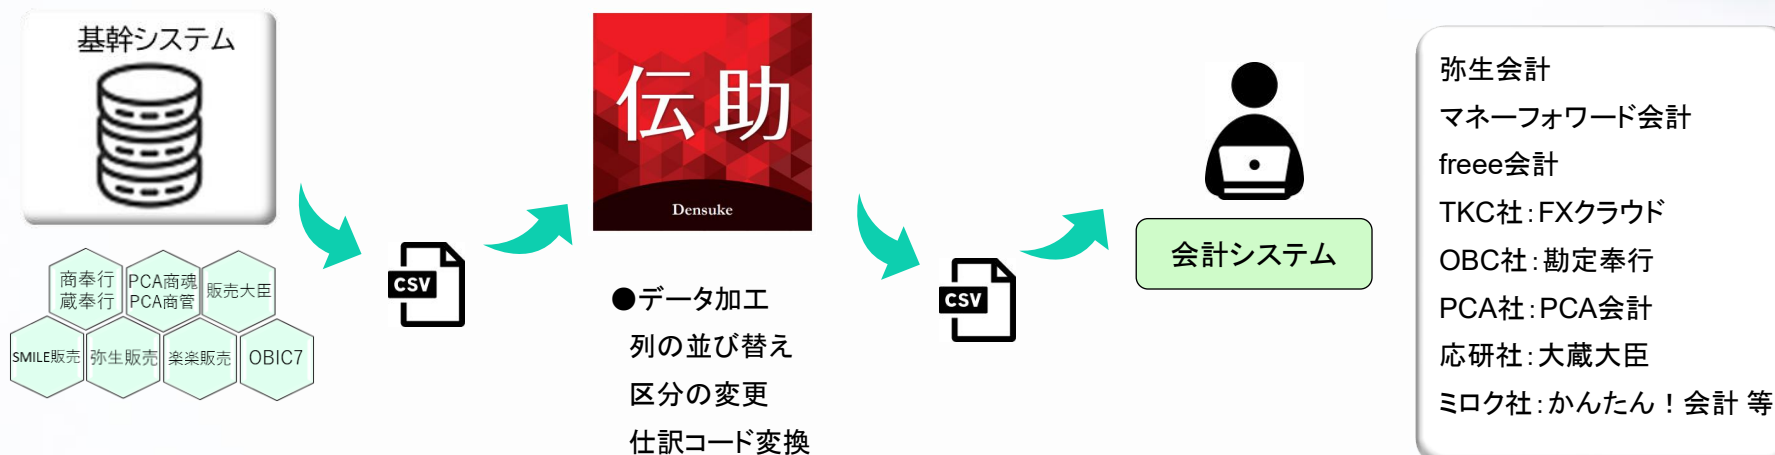 基幹システム
商奉行
蔵奉行
PCA商魂
PCA商管
販売大臣
SMILE販売
弥生販売
楽楽販売
OBIC7
CSV
伝助
Densuke
●データ加工
列の並び替え
区分の変更
仕訳コード変換
CSV
会計システム
弥生会計
マネーフォワード会計
freee会計
TKC社：FXクラウド
OBC社：勘定奉行
PCA社：PCA会計
応研社：大蔵大臣
ミロク社：かんたん！会計 等